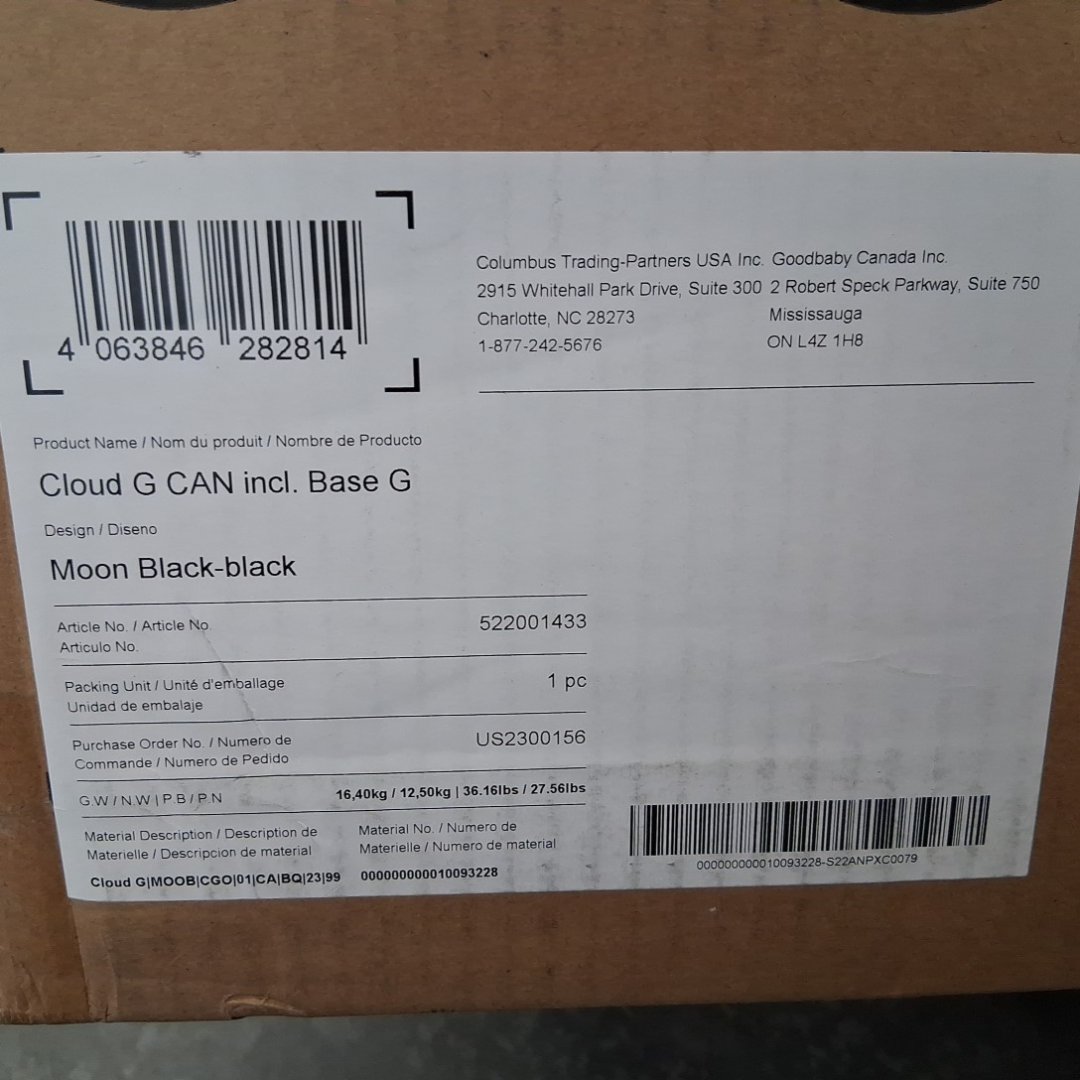 4 063846 282814
Columbus Trading-Partners USA Inc.
2915 Whitehall Park Drive, Suite 300
Charlotte, NC 28273
1-877-242-5676
Goodbaby Canada Inc.
2 Robert Speck Parkway, Suite 750
Mississauga
ON L4Z 1H8
Product Name / Nom du produit / Nombre de Producto
Cloud G CAN incl. Base G
Design / Diseno
Moon Black-black
Article No. / Article No. 522001433
Articulo No.
Packing Unit / Unité d'emballage 1 pc
Unidad de embalaje
Purchase Order No. / Numero de US2300156
Commande / Numero de Pedido
G.W / N.W | P.B / P.N 16,40kg / 12,50kg | 36.16lbs / 27.56lbs
Material Description / Description de
Materielle / Descripcion de material
Cloud G|MOOB|CGO|01|CA|BQ|23|99
Material No. / Numero de
Materielle / Numero de material
000000000010093228
000000000010093228-S22ANPXC0079